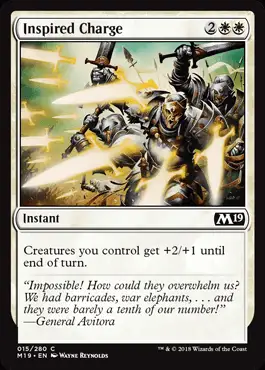 Inspired Charge 2
Instant M19
Creatures you control get +2/+1 until
end of turn.
“Impossible! How could they overwhelm us?
We had barricades, war elephants, . . . and
they were barely a tenth of our number!”
—General Avitora
015/280 C
M19 • EN WAYNE REYNOLDS ™ & © 2018 Wizards of the Coast